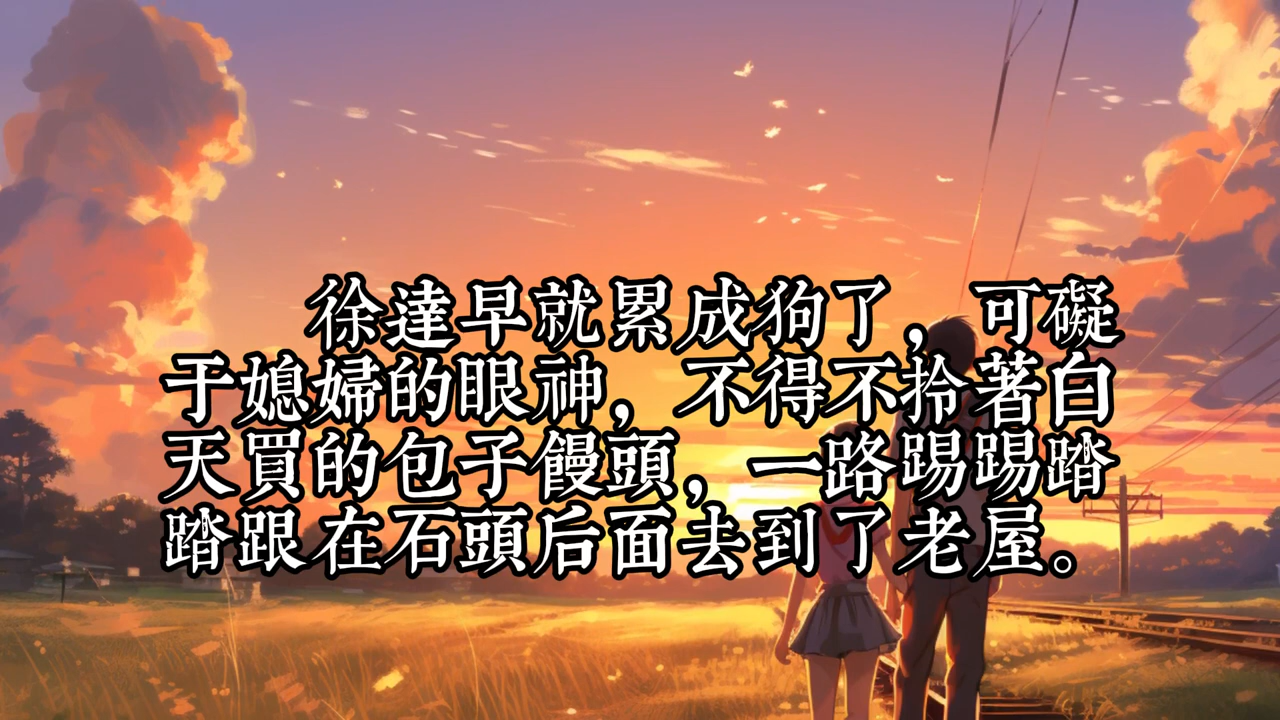 徐達早就累成狗了，可礙
于媳婦的眼神，不得不拎著白
天買的包子饅頭，一路踢踢踏
踏跟在石頭后面去到了老屋。